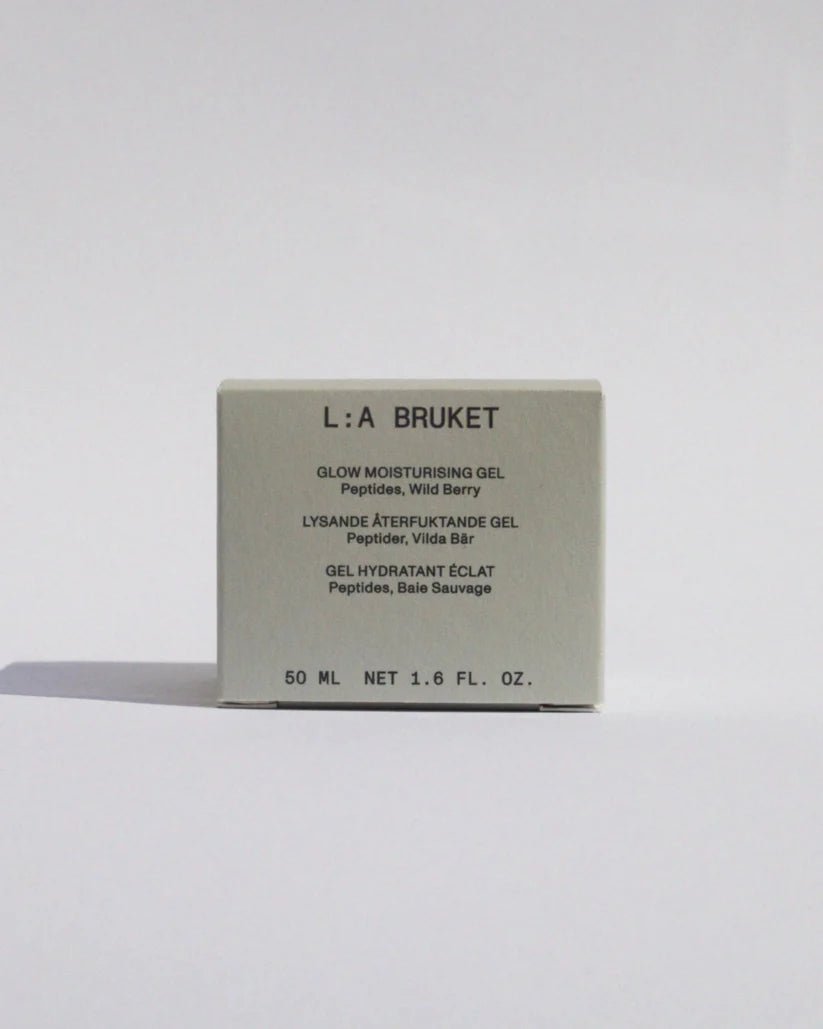 L:A BRUKET
GLOW MOISTURISING GEL
Peptides, Wild Berry
LYSANDE ÅTERFUKTANDE GEL
Peptider, Vilda Bär
GEL HYDRATANT ÉCLAT
Peptides, Baie Sauvage
50 ML NET 1.6 FL. OZ.